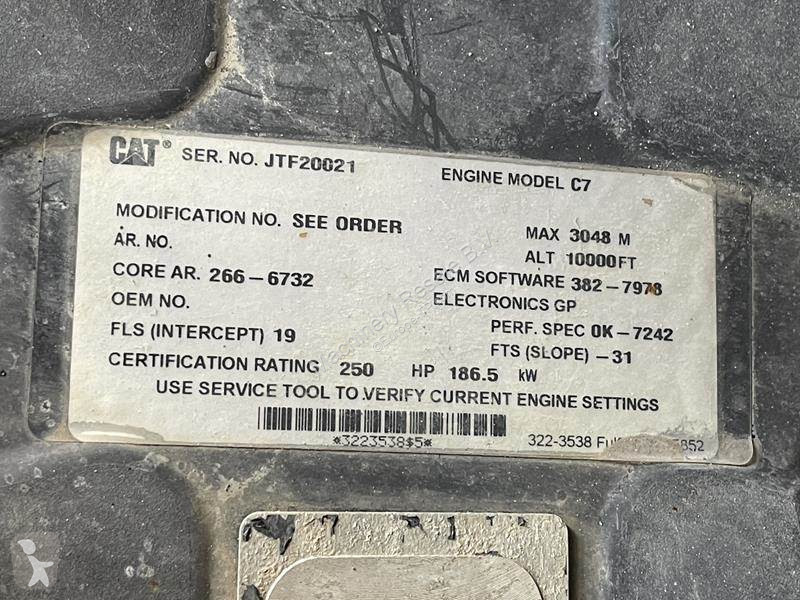 CAT® SER. NO. JTF20021 ENGINE MODEL C7
MODIFICATION NO. SEE ORDER MAX 3048 M
AR. NO. ALT 10000FT
CORE AR. 266-6732 ECM SOFTWARE 382-7978
OEM NO. ELECTRONICS GP
FLS (INTERCEPT) 19 PERF. SPEC 0K-7242
FTS (SLOPE) -31
CERTIFICATION RATING 250 HP 186.5 kW
USE SERVICE TOOL TO VERIFY CURRENT ENGINE SETTINGS
*3223538$5* 322-3538